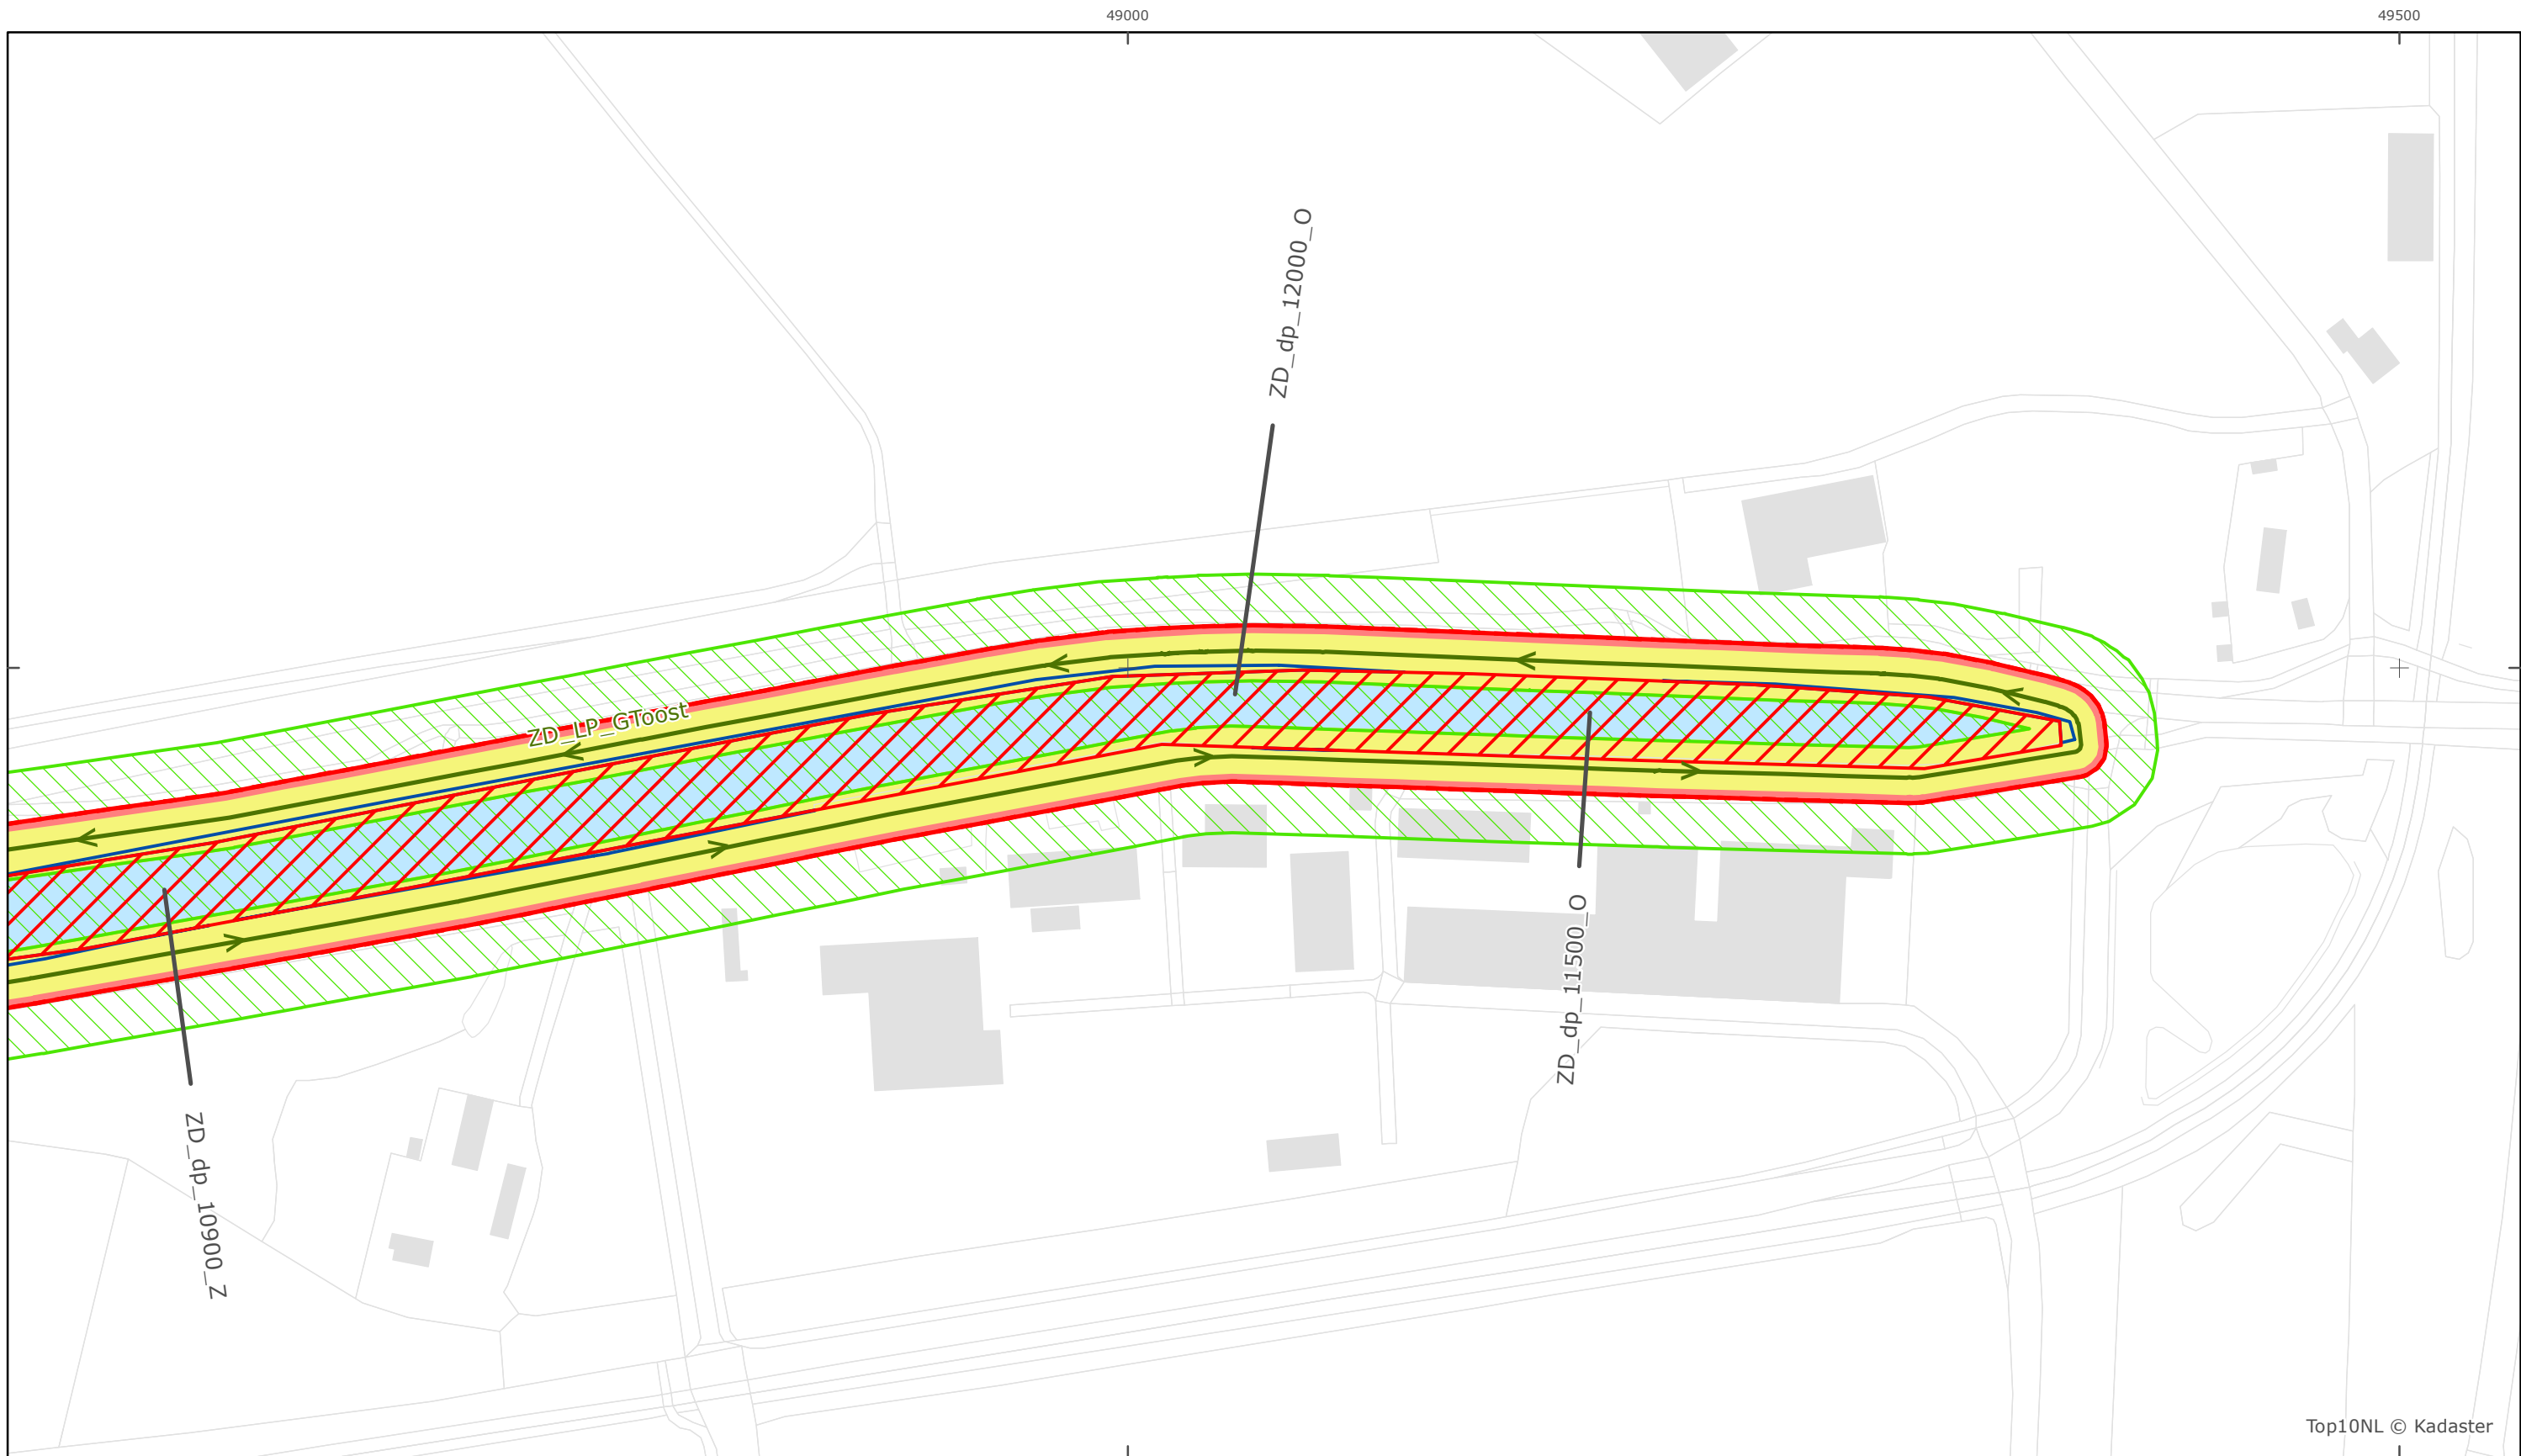 49000
49500
ZD_dp_12000_O
ZD_LP_GToost
ZD_dp_11500_O
ZD_dp_10900_Z
Top10NL © Kadaster